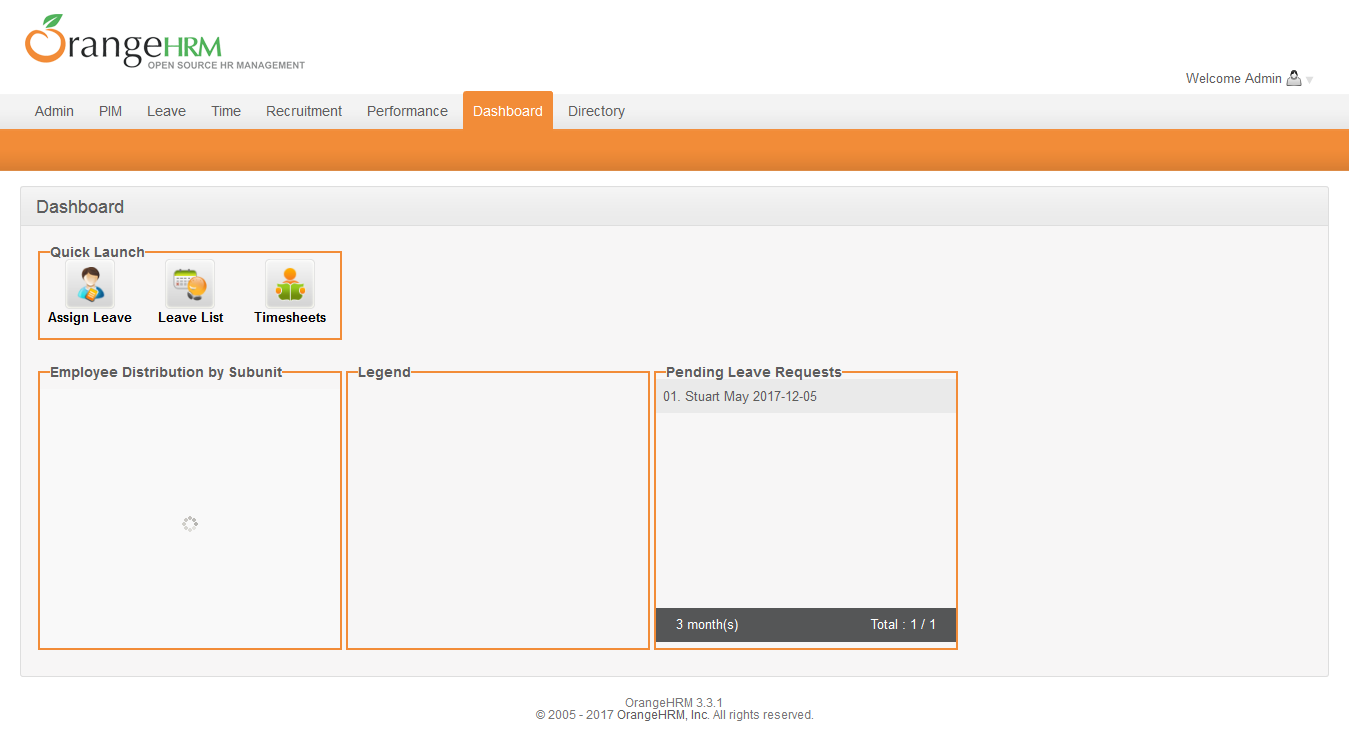 OrangeHRM
OPEN SOURCE HR MANAGEMENT
Welcome Admin
Admin PIM Leave Time Recruitment Performance Dashboard Directory
Dashboard
Quick Launch
Assign Leave Leave List Timesheets
Employee Distribution by Subunit Legend Pending Leave Requests
01. Stuart May 2017-12-05
3 month(s) Total : 1 / 1
OrangeHRM 3.3.1
© 2005 - 2017 OrangeHRM, Inc. All rights reserved.